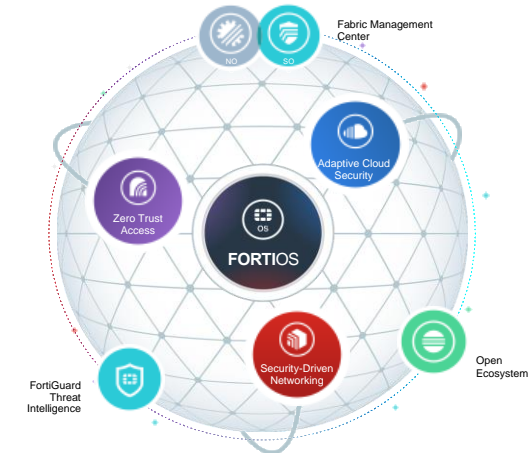 NO
SO
Fabric Management
Center
Adaptive Cloud
Security
Zero Trust
Access
OS
FORTIOS
Security-Driven
Networking
Open
Ecosystem
FortiGuard
Threat
Intelligence